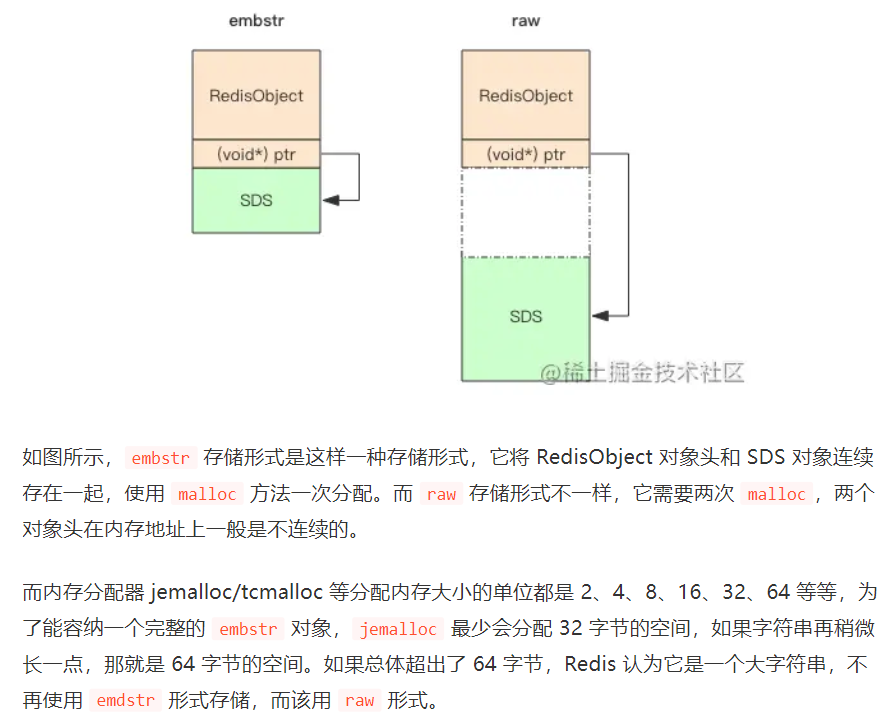 embstr raw
RedisObject RedisObject
(void*) ptr (void*) ptr
SDS
SDS
@稀土掘金技术社区
如图所示， embstr 存储形式是这样一种存储形式，它将 RedisObject 对象头和 SDS 对象连续
存在一起，使用 malloc 方法一次分配。而 raw 存储形式不一样，它需要两次 malloc ，两个
对象头在内存地址上一般是不连续的。
而内存分配器 jemalloc/tcmalloc 等分配内存大小的单位都是 2、4、8、16、32、64 等等，为
了能容纳一个完整的 embstr 对象， jemalloc 最少会分配 32 字节的空间，如果字符串再稍微
长一点，那就是 64 字节的空间。如果总体超出了 64 字节，Redis 认为它是一个大字符串，不
再使用 emdstr 形式存储，而该用 raw 形式。